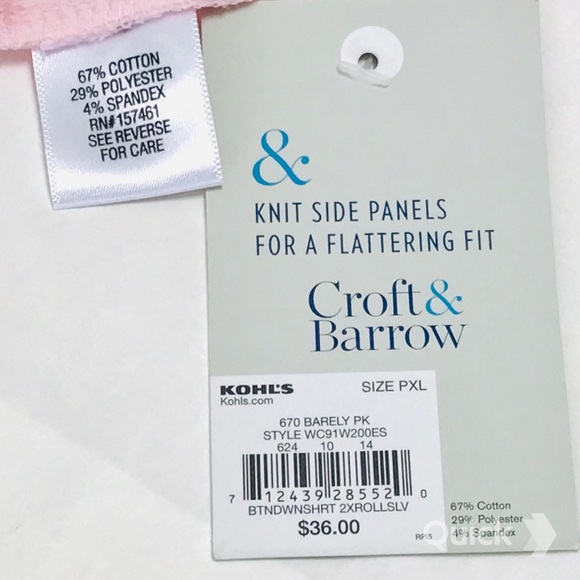 67% COTTON
29% POLYESTER
4% SPANDEX
RN#157461
SEE REVERSE
FOR CARE
&
KNIT SIDE PANELS
FOR A FLATTERING FIT
Croft&
Barrow
KOHL'S
Kohls.com
SIZE PXL
670 BARELY PK
STYLE WC91W200ES
624 10 14
7 12439 28552 0
BTNDWNSHRT 2XROLLSLV
$36.00
67% Cotton
29% Polyester
4% Spandex
Quick